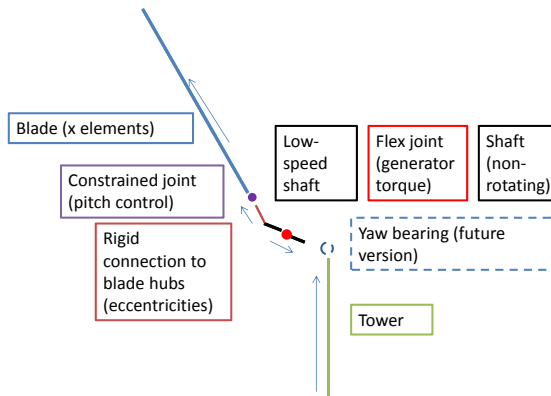 Blade (x elements)
Low-
speed
shaft
Flex joint
(generator
torque)
Shaft
(non-
rotating)
Constrained joint
(pitch control)
Rigid
connection to
blade hubs
(eccentricities)
Yaw bearing (future
version)
Tower